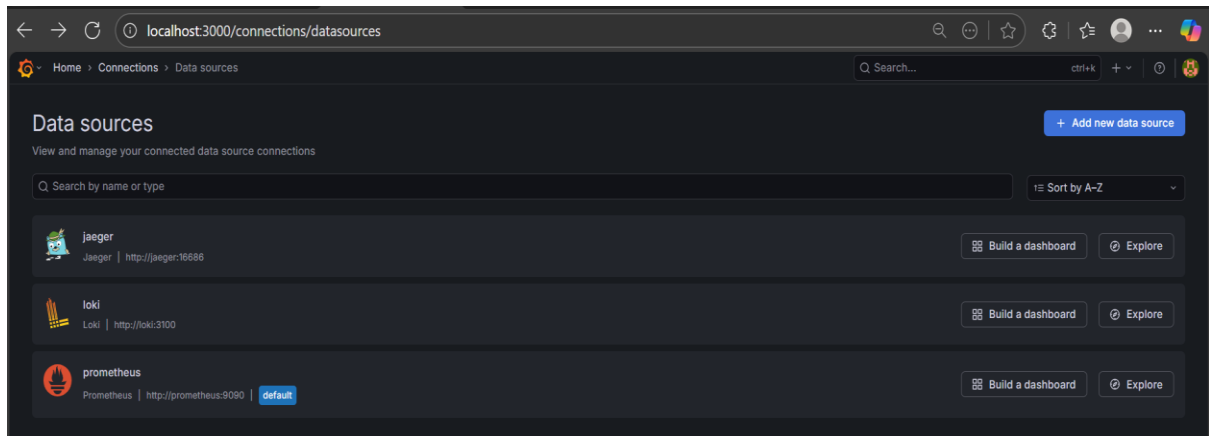 localhost:3000/connections/datasources
Home › Connections › Data sources Search... ctrl+k
Data sources
+ Add new data source
View and manage your connected data source connections
Search by name or type Sort by A–Z
jaeger
Jaeger | http://jaeger:16686
Build a dashboard Explore
loki
Loki | http://loki:3100
Build a dashboard Explore
prometheus
Prometheus | http://prometheus:9090 | default
Build a dashboard Explore